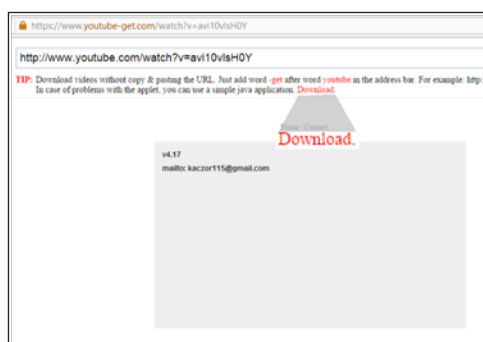 https://www.youtube-get.com/watch?v=avi10vlsH0Y
http://www.youtube.com/watch?v=avi10vlsH0Y
TIP: Download videos without copy & pasting the URL. Just add word -get after word youtube in the address bar. For example: http:
In case of problems with the applet, you can use a simple java application. Download.
Home | Contact
Download.
v4.17
mailto: kaczor115@gmail.com